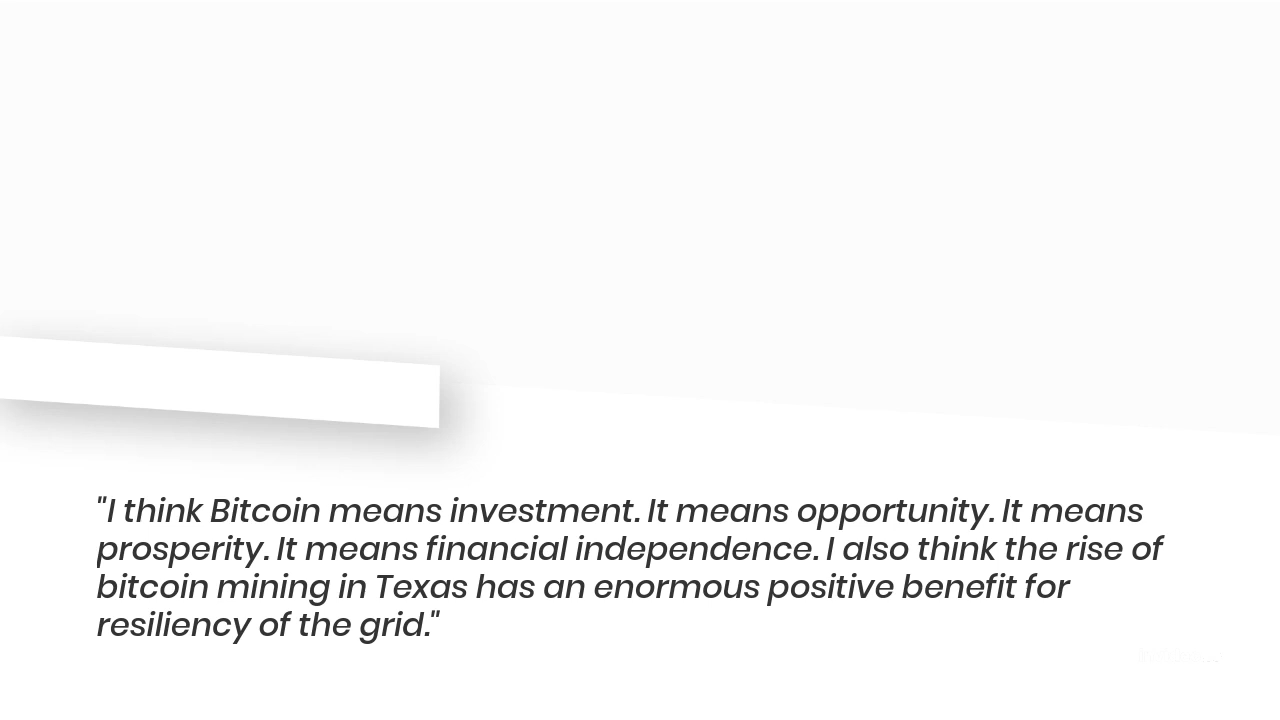 "I think Bitcoin means investment. It means opportunity. It means
prosperity. It means financial independence. I also think the rise of
bitcoin mining in Texas has an enormous positive benefit for
resiliency of the grid."